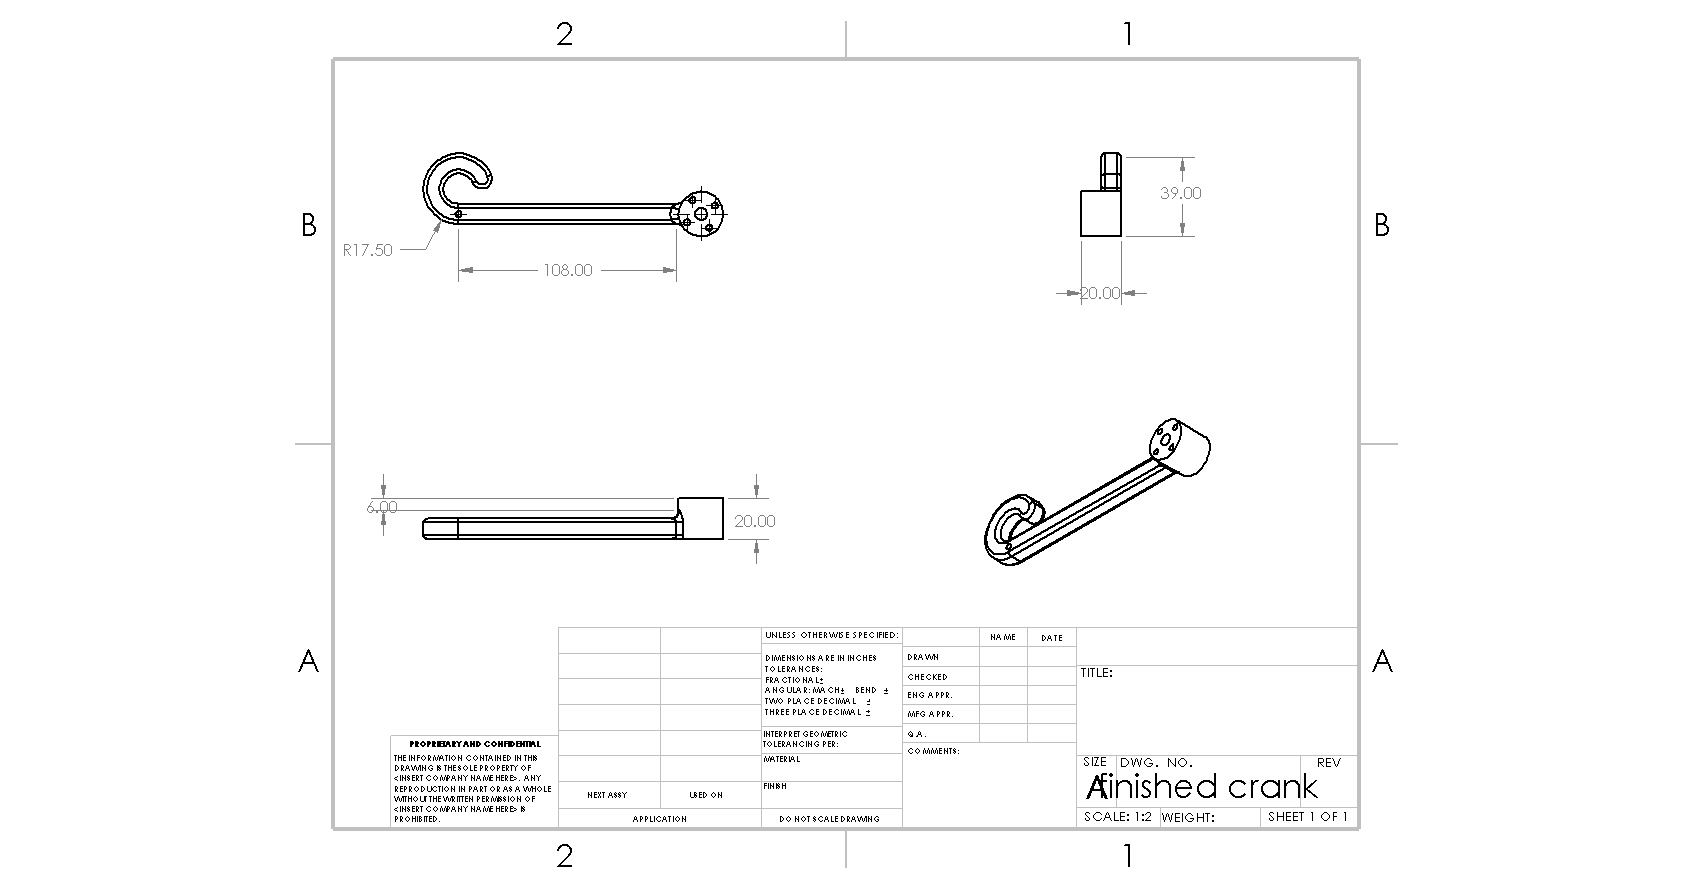 2
1
B
B
R17.50
108.00
39.00
20.00
6.00
20.00
A
A
UNLESS OTHERWISE SPECIFIED:
DIMENSIONS ARE IN INCHES
TOLERANCES:
FRACTIONAL±
ANGULAR: MACH± BEND ±
TWO PLACE DECIMAL ±
THREE PLACE DECIMAL ±
INTERPRET GEOMETRIC
TOLERANCING PER:
MATERIAL
FINISH
DO NOT SCALE DRAWING
NAME
DATE
DRAWN
CHECKED
ENG APPR.
MFG APPR.
Q.A.
COMMENTS:
TITLE:
SIZE
DWG. NO.
REV
A
finished crank
SCALE: 1:2
WEIGHT:
SHEET 1 OF 1
PROPRIETARY AND CONFIDENTIAL
THE INFORMATION CONTAINED IN THIS
DRAWING IS THE SOLE PROPERTY OF
<INSERT COMPANY NAME HERE>. ANY
REPRODUCTION IN PART OR AS A WHOLE
WITHOUT THE WRITTEN PERMISSION OF
<INSERT COMPANY NAME HERE> IS
PROHIBITED.
NEXT ASSY
USED ON
APPLICATION
2
1